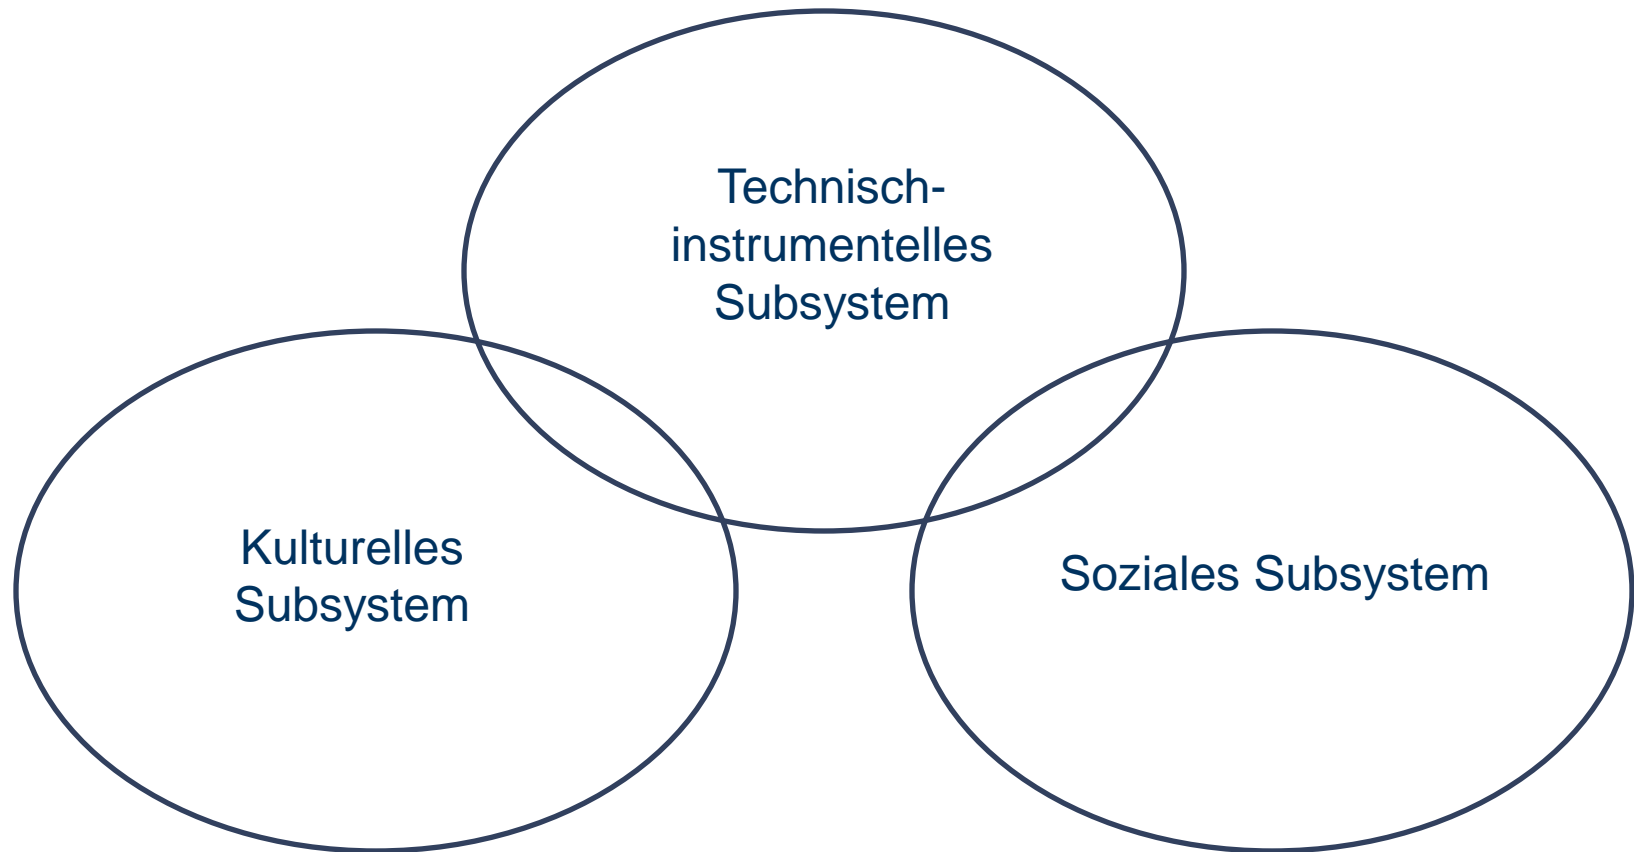 Technisch-
instrumentelles
Subsystem
Kulturelles
Subsystem
Soziales Subsystem